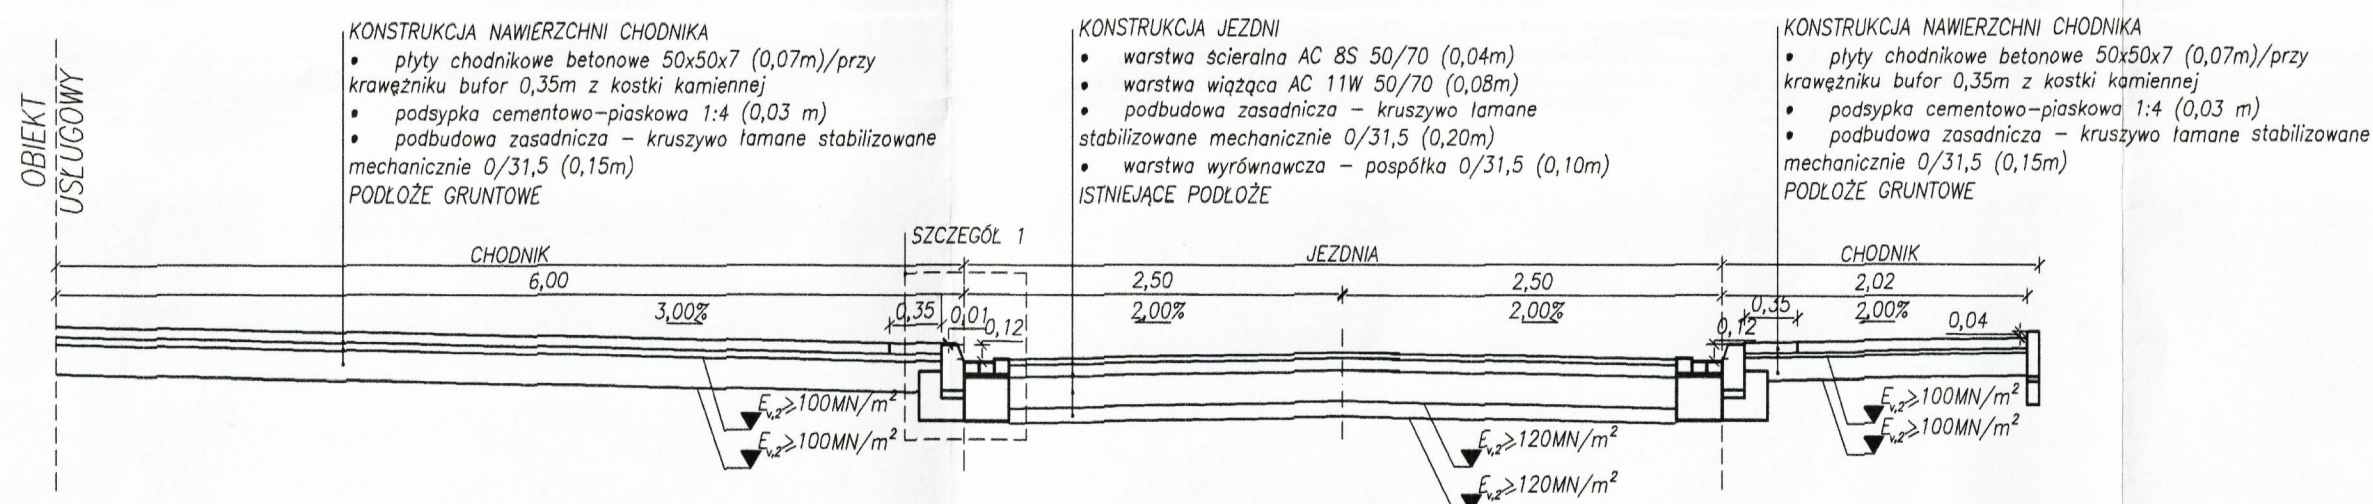 OBIEKT
USŁUGOWY
KONSTRUKCJA NAWIERZCHNI CHODNIKA
• płyty chodnikowe betonowe 50x50x7 (0,07m)/przy
krawężniku bufor 0,35m z kostki kamiennej
• podsypka cementowo–piaskowa 1:4 (0,03 m)
• podbudowa zasadnicza – kruszywo łamane stabilizowane
mechanicznie 0/31,5 (0,15m)
PODŁOŻE GRUNTOWE
KONSTRUKCJA JEZDNI
• warstwa ścieralna AC 8S 50/70 (0,04m)
• warstwa wiążąca AC 11W 50/70 (0,08m)
• podbudowa zasadnicza – kruszywo łamane
stabilizowane mechanicznie 0/31,5 (0,20m)
• warstwa wyrównawcza – pospółka 0/31,5 (0,10m)
ISTNIEJĄCE PODŁOŻE
KONSTRUKCJA NAWIERZCHNI CHODNIKA
• płyty chodnikowe betonowe 50x50x7 (0,07m)/przy
krawężniku bufor 0,35m z kostki kamiennej
• podsypka cementowo–piaskowa 1:4 (0,03 m)
• podbudowa zasadnicza – kruszywo łamane stabilizowane
mechanicznie 0/31,5 (0,15m)
PODŁOŻE GRUNTOWE
SZCZEGÓŁ 1
CHODNIK
JEZDNIA
CHODNIK
6,00
2,50
2,50
2,02
3,00%
0,35
0,01
0,12
2,00%
2,00%
0,12
0,35
2,00%
0,04
Ev,2≥100MN/m²
Ev,2≥100MN/m²
Ev,2≥120MN/m²
Ev,2≥120MN/m²
Ev,2≥100MN/m²
Ev,2≥100MN/m²